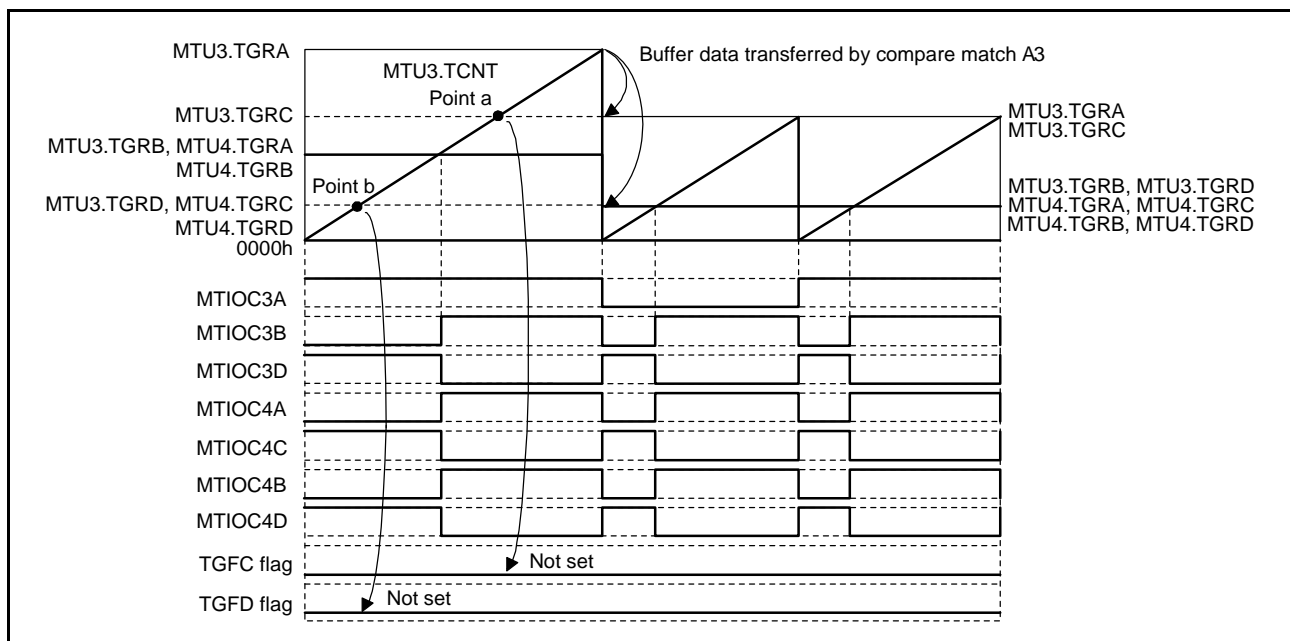 MTU3.TGRA
Buffer data transferred by compare match A3
MTU3.TCNT
Point a
MTU3.TGRC
MTU3.TGRA
MTU3.TGRC
MTU3.TGRB, MTU4.TGRA
MTU4.TGRB
Point b
MTU3.TGRD, MTU4.TGRC
MTU4.TGRD
0000h
MTU3.TGRB, MTU3.TGRD
MTU4.TGRA, MTU4.TGRC
MTU4.TGRB, MTU4.TGRD
MTIOC3A
MTIOC3B
MTIOC3D
MTIOC4A
MTIOC4C
MTIOC4B
MTIOC4D
TGFC flag
Not set
TGFD flag
Not set